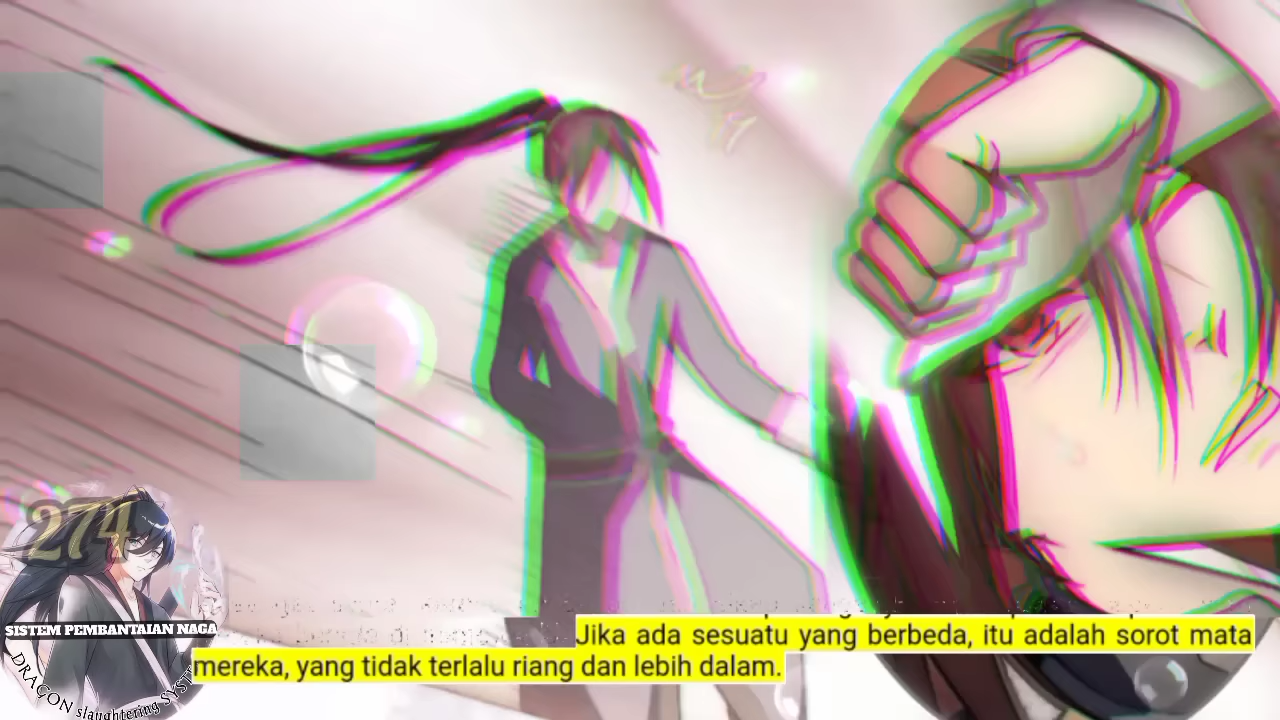 274
SISTEM PEMBANTAIAN NAGA
DRAGON slaughtering SYST
Jika ada sesuatu yang berbeda, itu adalah sorot mata
mereka, yang tidak terlalu riang dan lebih dalam.